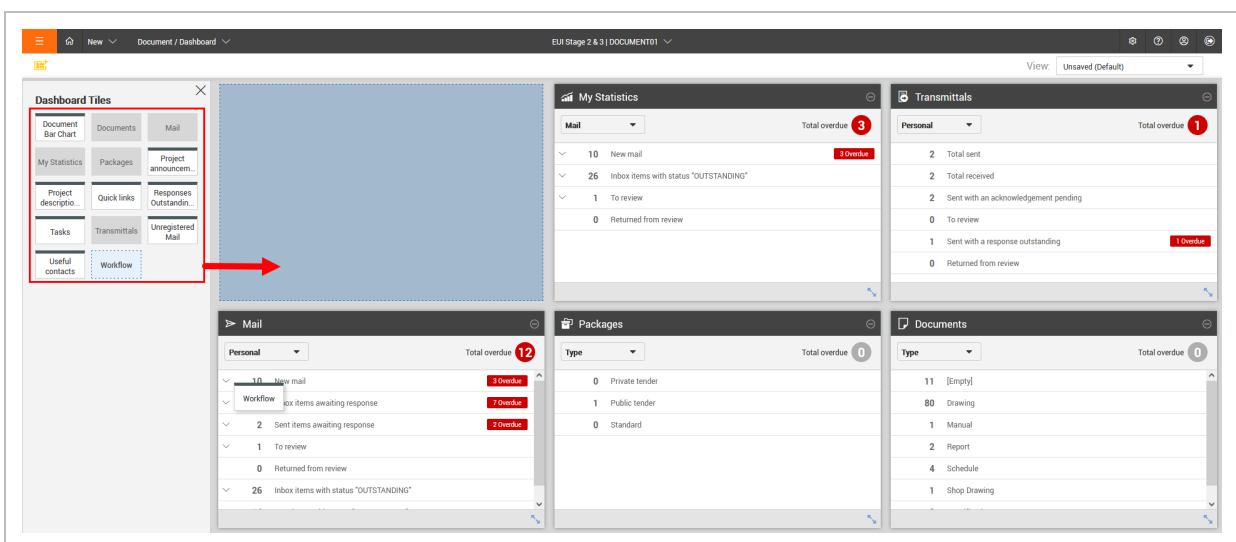 New
Document / Dashboard
EUI Stage 2 & 3 | DOCUMENT01
View:
Unsaved (Default)
Dashboard Tiles
Document
Bar Chart
Documents
Mail
My Statistics
Packages
Project
announcem...
Project
descriptio...
Quick links
Responses
Outstandin...
Tasks
Transmittals
Unregistered
Mail
Useful
contacts
Workflow
My Statistics
Mail
Total overdue 3
10 New mail 3 Overdue
26 Inbox items with status "OUTSTANDING"
1 To review
0 Returned from review
Transmittals
Personal
Total overdue 1
2 Total sent
2 Total received
2 Sent with an acknowledgement pending
0 To review
1 Sent with a response outstanding 1 Overdue
0 Returned from review
Mail
Personal
Total overdue 12
10 New mail 3 Overdue
Workflow
items awaiting response 7 Overdue
2 Sent items awaiting response 2 Overdue
1 To review
0 Returned from review
26 Inbox items with status "OUTSTANDING"
Packages
Type
Total overdue 0
0 Private tender
1 Public tender
0 Standard
Documents
Type
Total overdue 0
11 [Empty]
80 Drawing
1 Manual
2 Report
4 Schedule
1 Shop Drawing